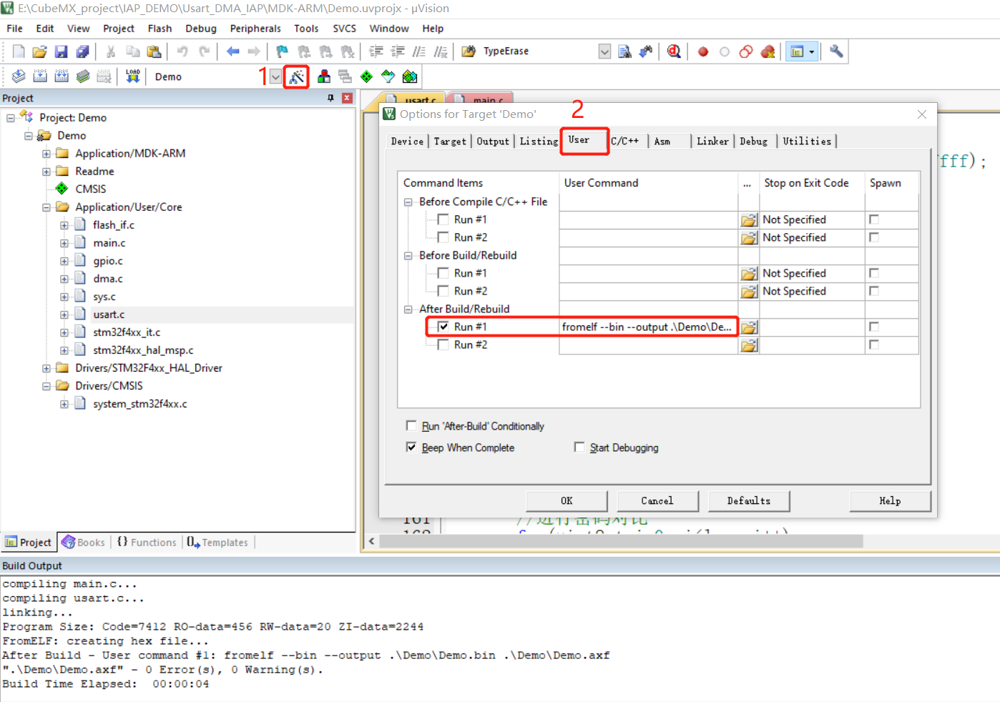 E:\CubeMX_project\IAP_DEMO\Usart_DMA_IAP\MDK-ARM\Demo.uvprojx - µVision
File Edit View Project Flash Debug Peripherals Tools SVCS Window Help
TypeErase
LOAD Demo 1
Project
usart.c main.c
Project: Demo
Demo
Application/MDK-ARM
Readme
CMSIS
Application/User/Core
flash_if.c
main.c
gpio.c
dma.c
sys.c
usart.c
stm32f4xx_it.c
stm32f4xx_hal_msp.c
Drivers/STM32F4xx_HAL_Driver
Drivers/CMSIS
system_stm32f4xx.c
Options for Target 'Demo' 2
Device Target Output Listing User C/C++ Asm Linker Debug Utilities
fff);
Command Items User Command ... Stop on Exit Code Spawn
Before Compile C/C++ File
Run #1 Not Specified
Run #2 Not Specified
Before Build/Rebuild
Run #1 Not Specified
Run #2 Not Specified
After Build/Rebuild
Run #1 fromelf --bin --output .\Demo\De...
Run #2
Run 'After-Build' Conditionally
Beep When Complete Start Debugging
OK Cancel Defaults Help
161 //进行密码对比
Project Books {} Functions 0 Templates
Build Output
compiling main.c...
compiling usart.c...
linking...
Program Size: Code=7412 RO-data=456 RW-data=20 ZI-data=2244
FromELF: creating hex file...
After Build - User command #1: fromelf --bin --output .\Demo\Demo.bin .\Demo\Demo.axf
".\Demo\Demo.axf" - 0 Error(s), 0 Warning(s).
Build Time Elapsed:  00:00:04